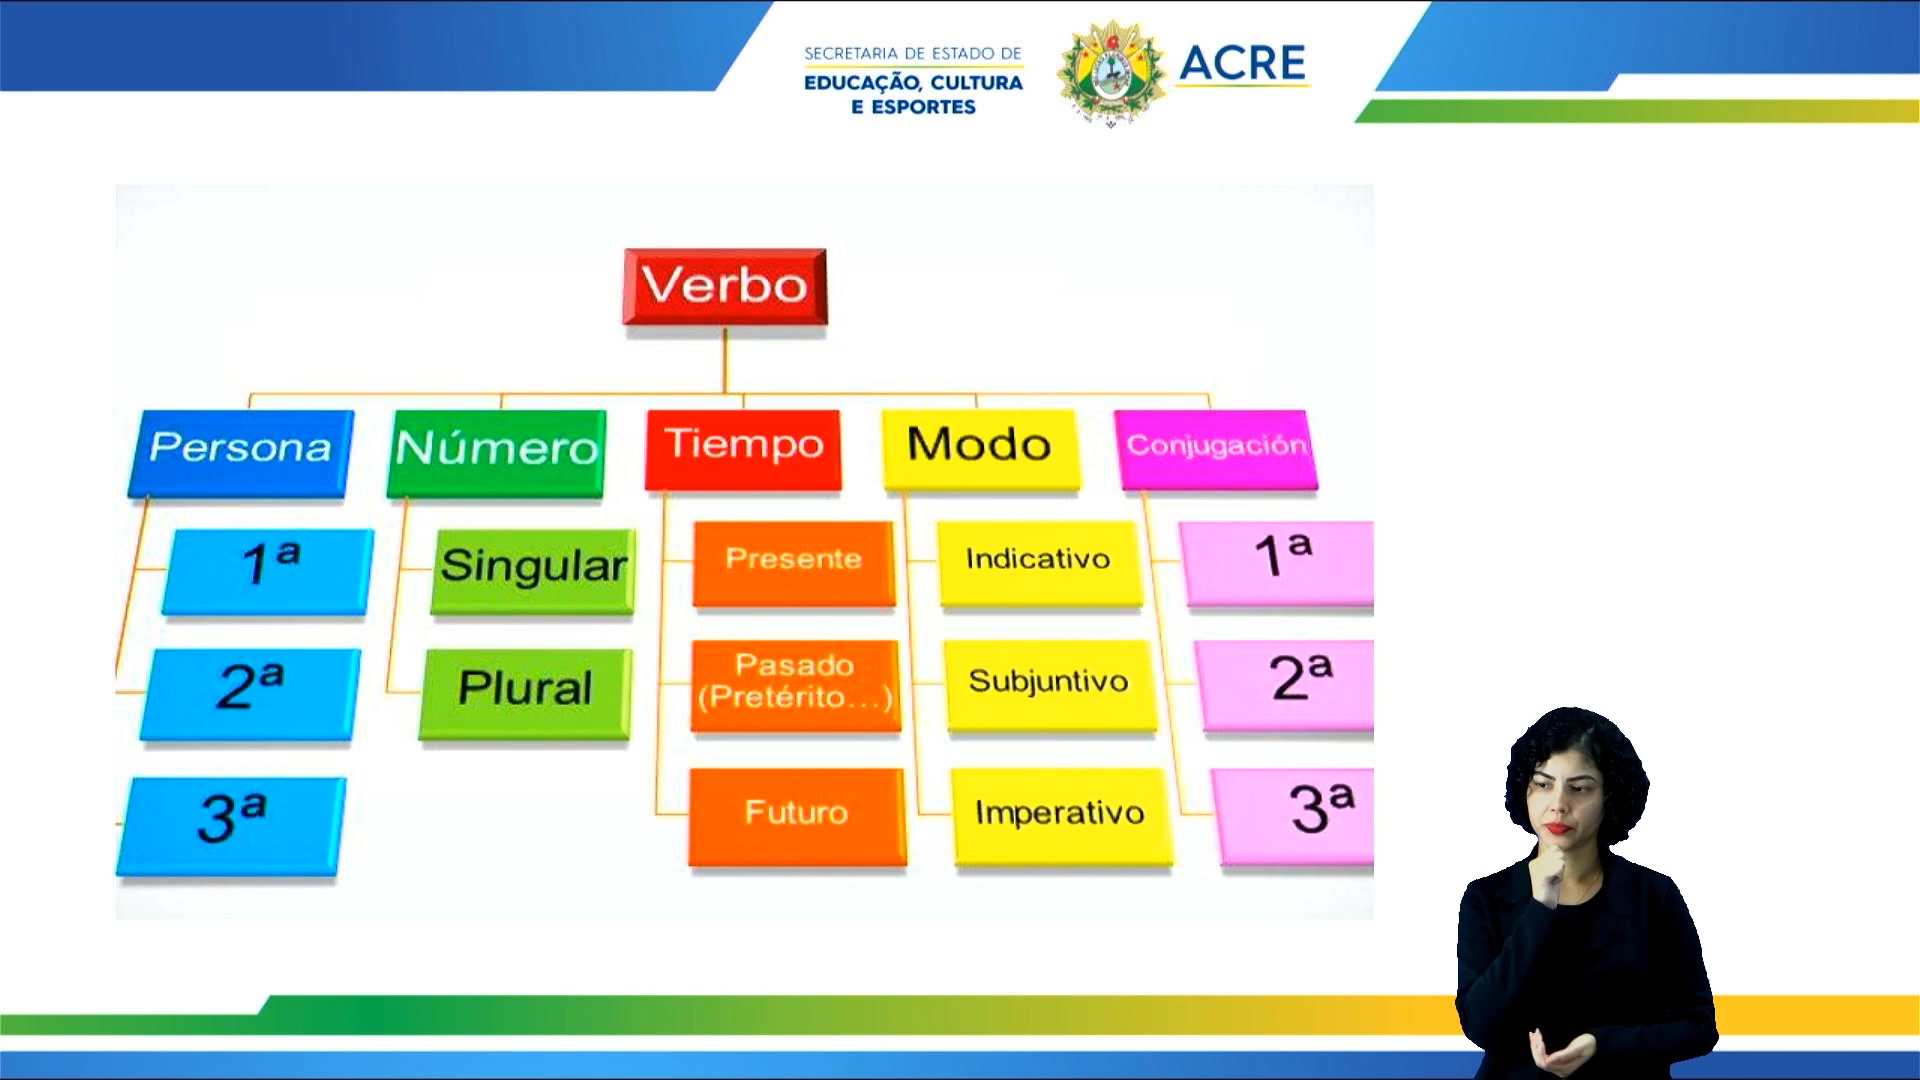 SECRETARIA DE ESTADO DE
EDUCAÇÃO, CULTURA
E ESPORTES
ACRE
Verbo
Persona
Número
Tiempo
Modo
Conjugación
1ª
Singular
Presente
Indicativo
1ª
2ª
Plural
Pasado
(Pretérito...)
Subjuntivo
2ª
3ª
Futuro
Imperativo
3ª